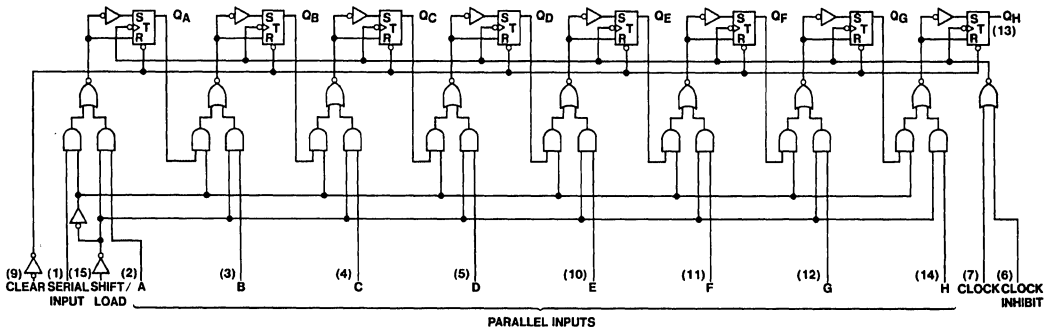 S T R QA
S T R QB
S T R QC
S T R QD
S T R QE
S T R QF
S T R QG
S T R QH
(13)
(9) (1) (15) (2) (3) (4) (5) (10) (11) (12) (14) (7) (6)
CLEAR SERIAL SHIFT/ A B C D E F G H CLOCK CLOCK
INPUT LOAD INHIBIT
PARALLEL INPUTS